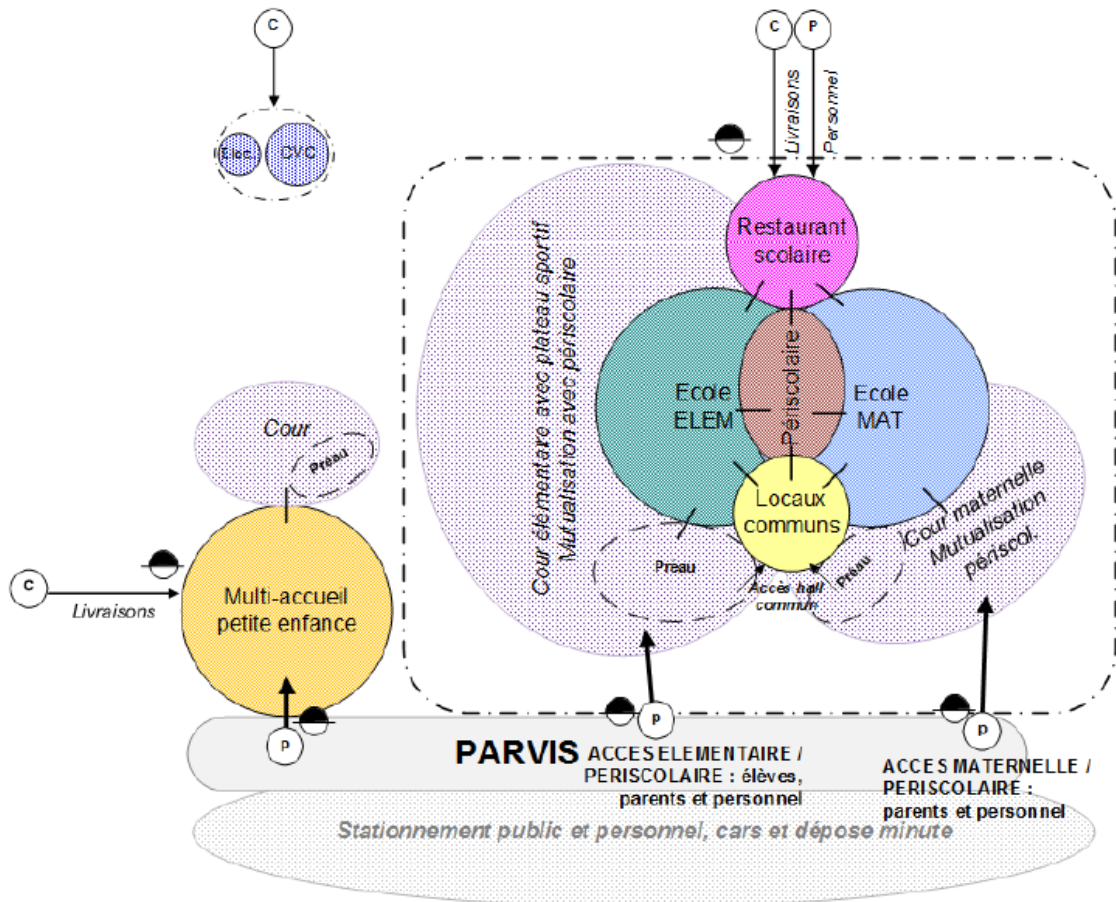 C
C
P
Livraisons
Personnel
Elec.
CVC
Restaurant
scolaire
Cour élémentaire avec plateau sportif
Mutualisation avec périscolaire
Périscolaire
Ecole
ELEM
Ecole
MAT
Cour
Préau
Locaux
communs
Cour maternelle
Mutualisation
périscol.
Preau
Préau
Accès hall
commun
C
Livraisons
Multi-accueil
petite enfance
P
p
p
PARVIS
ACCES ELEMENTAIRE /
PERISCOLAIRE : élèves,
parents et personnel
ACCES MATERNELLE /
PERISCOLAIRE :
parents et personnel
Stationnement public et personnel, cars et dépose minute